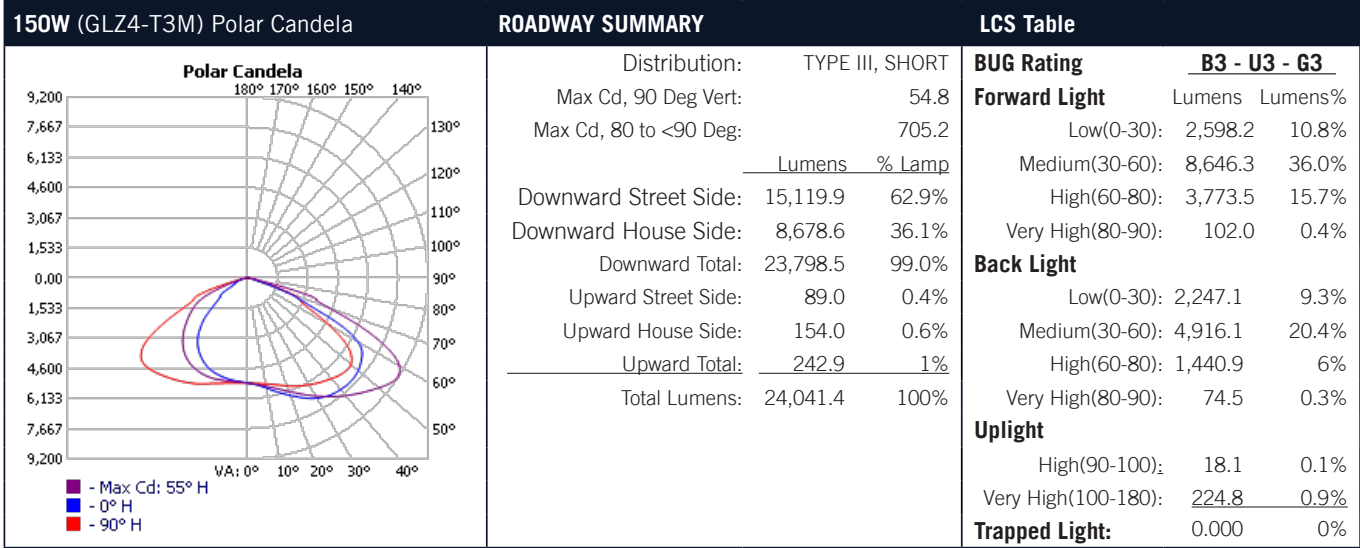 150W (GLZ4-T3M) Polar Candela
Polar Candela
180° 170° 160° 150° 140°
9,200
7,667
6,133
4,600
3,067
1,533
0.00
1,533
3,067
4,600
6,133
7,667
9,200
130°
120°
110°
100°
90°
80°
70°
60°
50°
VA: 0° 10° 20° 30° 40°
- Max Cd: 55° H
- 0° H
- 90° H
ROADWAY SUMMARY
Distribution: TYPE III, SHORT
Max Cd, 90 Deg Vert: 54.8
Max Cd, 80 to <90 Deg: 705.2
Lumens % Lamp
Downward Street Side: 15,119.9 62.9%
Downward House Side: 8,678.6 36.1%
Downward Total: 23,798.5 99.0%
Upward Street Side: 89.0 0.4%
Upward House Side: 154.0 0.6%
Upward Total: 242.9 1%
Total Lumens: 24,041.4 100%
LCS Table
BUG Rating B3 - U3 - G3
Forward Light Lumens Lumens%
Low(0-30): 2,598.2 10.8%
Medium(30-60): 8,646.3 36.0%
High(60-80): 3,773.5 15.7%
Very High(80-90): 102.0 0.4%
Back Light
Low(0-30): 2,247.1 9.3%
Medium(30-60): 4,916.1 20.4%
High(60-80): 1,440.9 6%
Very High(80-90): 74.5 0.3%
Uplight
High(90-100): 18.1 0.1%
Very High(100-180): 224.8 0.9%
Trapped Light: 0.000 0%